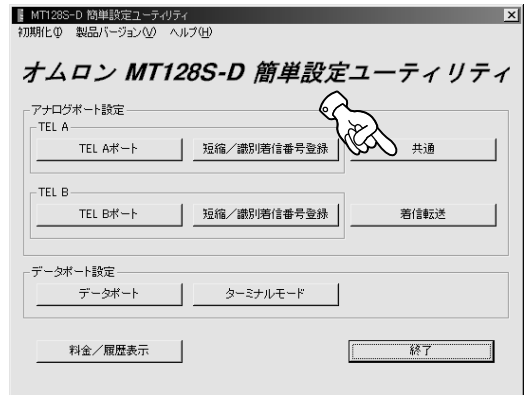 MT128S-D 簡単設定ユーティリティ
初期化(I) 製品バージョン(V) ヘルプ(H)
オムロン MT128S-D 簡単設定ユーティリティ
アナログポート設定
TEL A
TEL Aポート 短縮／識別着信番号登録 共通
TEL B
TEL Bポート 短縮／識別着信番号登録 着信転送
データポート設定
データポート ターミナルモード
料金／履歴表示 終了